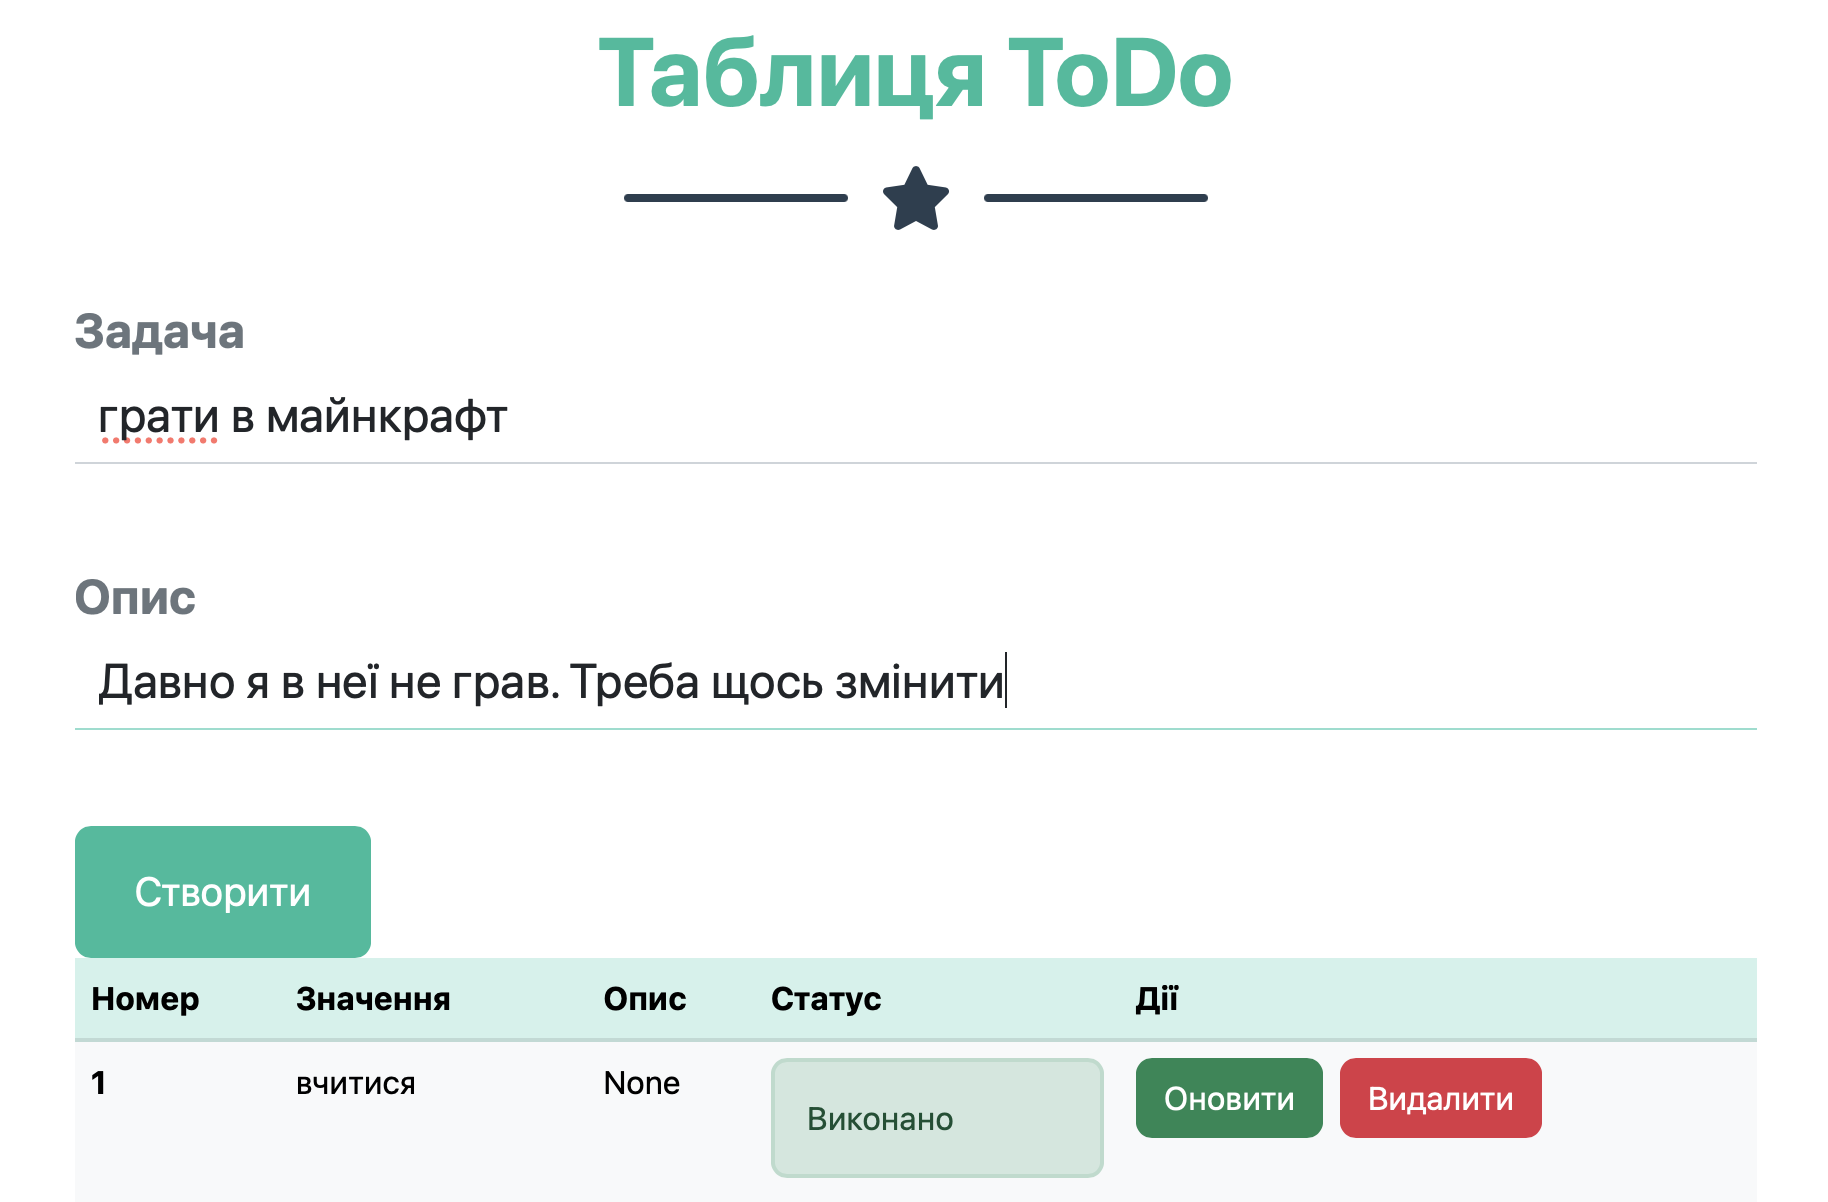 Таблиця ToDo
Задача
грати в майнкрафт
Опис
Давно я в неї не грав. Треба щось змінити
Створити
Номер Значення Опис Статус Дії
1 вчитися None Виконано Оновити Видалити